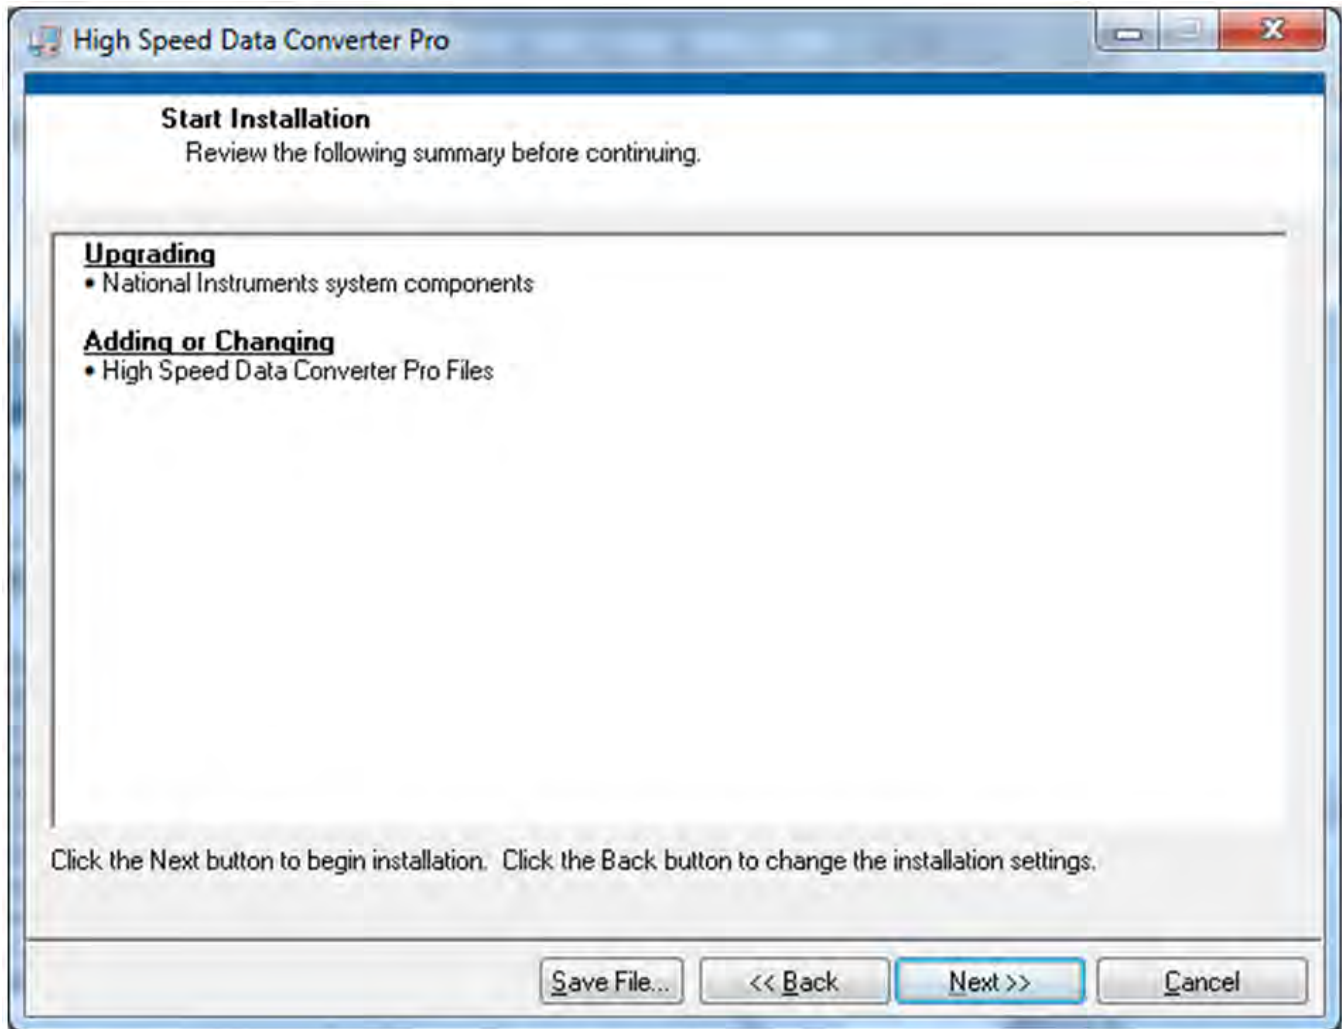 High Speed Data Converter Pro
Start Installation
Review the following summary before continuing.
Upgrading
• National Instruments system components
Adding or Changing
• High Speed Data Converter Pro Files
Click the Next button to begin installation.  Click the Back button to change the installation settings.
Save File... << Back Next >> Cancel